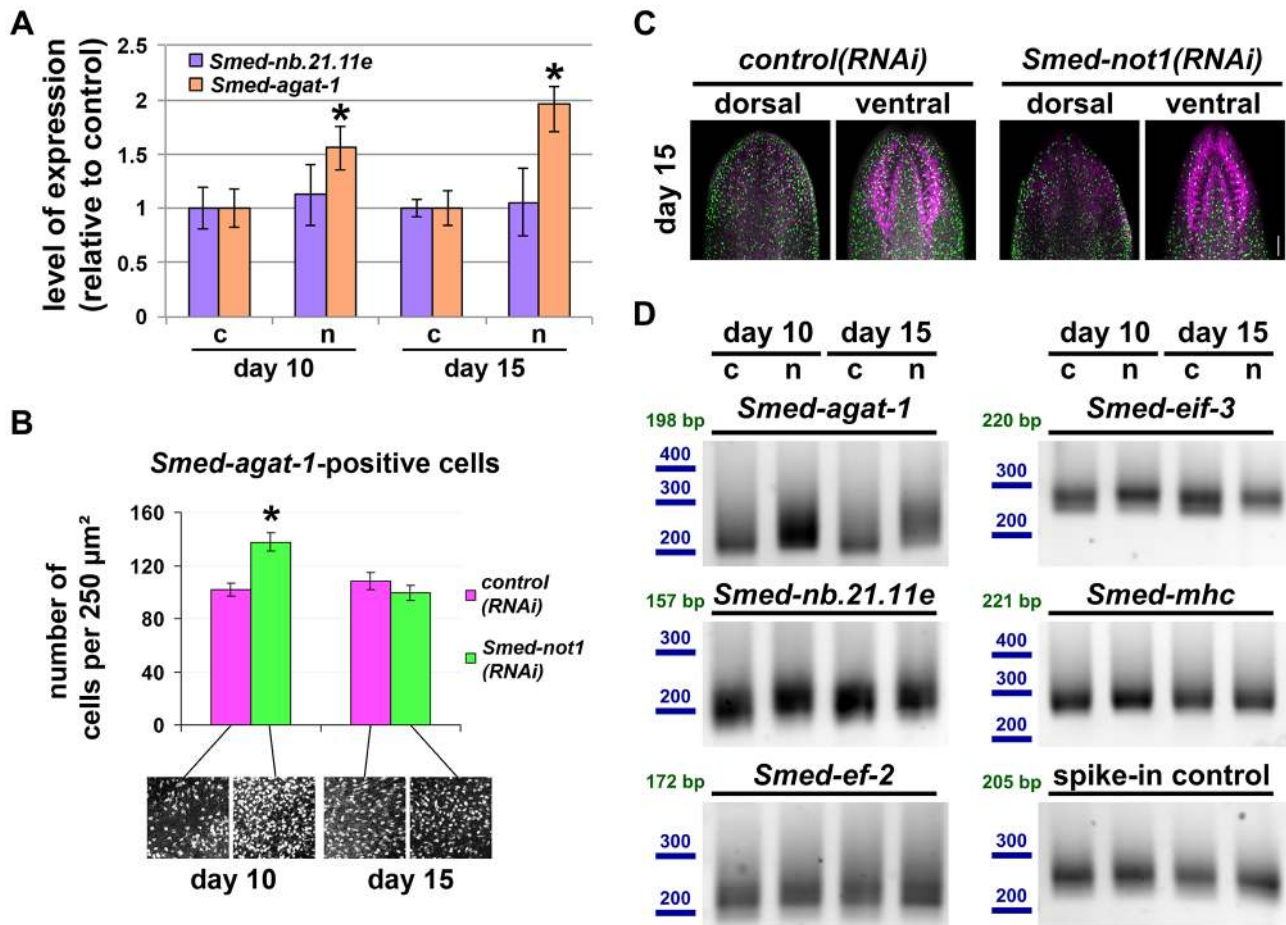 A
level of expression
(relative to control)
2.5
2
1.5
1
0.5
0
Smed-nb.21.11e
Smed-agat-1
*
*
c
n
c
n
day 10
day 15
B
Smed-agat-1-positive cells
number of
cells per 250 µm²
160
120
80
40
0
*
control
(RNAi)
Smed-not1
(RNAi)
day 10
day 15
C
control(RNAi)
Smed-not1(RNAi)
dorsal
ventral
dorsal
ventral
day 15
D
day 10
day 15
c
n
c
n
198 bp
Smed-agat-1
400
300
200
157 bp
Smed-nb.21.11e
300
200
172 bp
Smed-ef-2
300
200
day 10
day 15
c
n
c
n
220 bp
Smed-eif-3
300
200
221 bp
Smed-mhc
400
300
200
205 bp
spike-in control
300
200